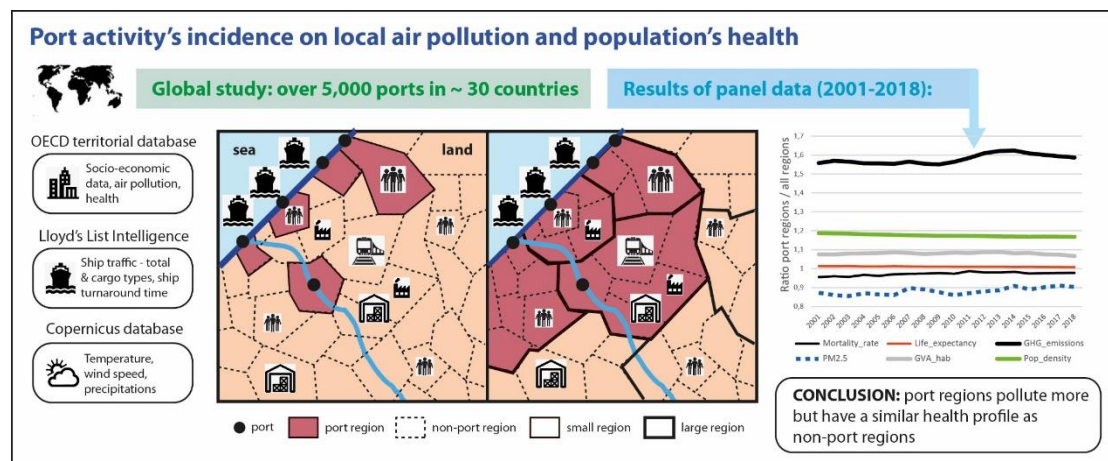 Port activity's incidence on local air pollution and population's health
Global study: over 5,000 ports in ~ 30 countries
Results of panel data (2001-2018):
OECD territorial database
Socio-economic
data, air pollution,
health
Lloyd's List Intelligence
Ship traffic - total
& cargo types, ship
turnaround time
Copernicus database
Temperature,
wind speed,
precipitations
sea
land
port
port region
non-port region
small region
large region
Ratio port regions / all regions
1,7
1,6
1,5
1,4
1,3
1,2
1,1
1
0,9
0,8
2001
2002
2003
2004
2005
2006
2007
2008
2009
2010
2011
2012
2013
2014
2015
2016
2017
2018
Mortality_rate
Life_expectancy
GHG_emissions
PM2.5
GVA_hab
Pop_density
CONCLUSION: port regions pollute more
but have a similar health profile as
non-port regions